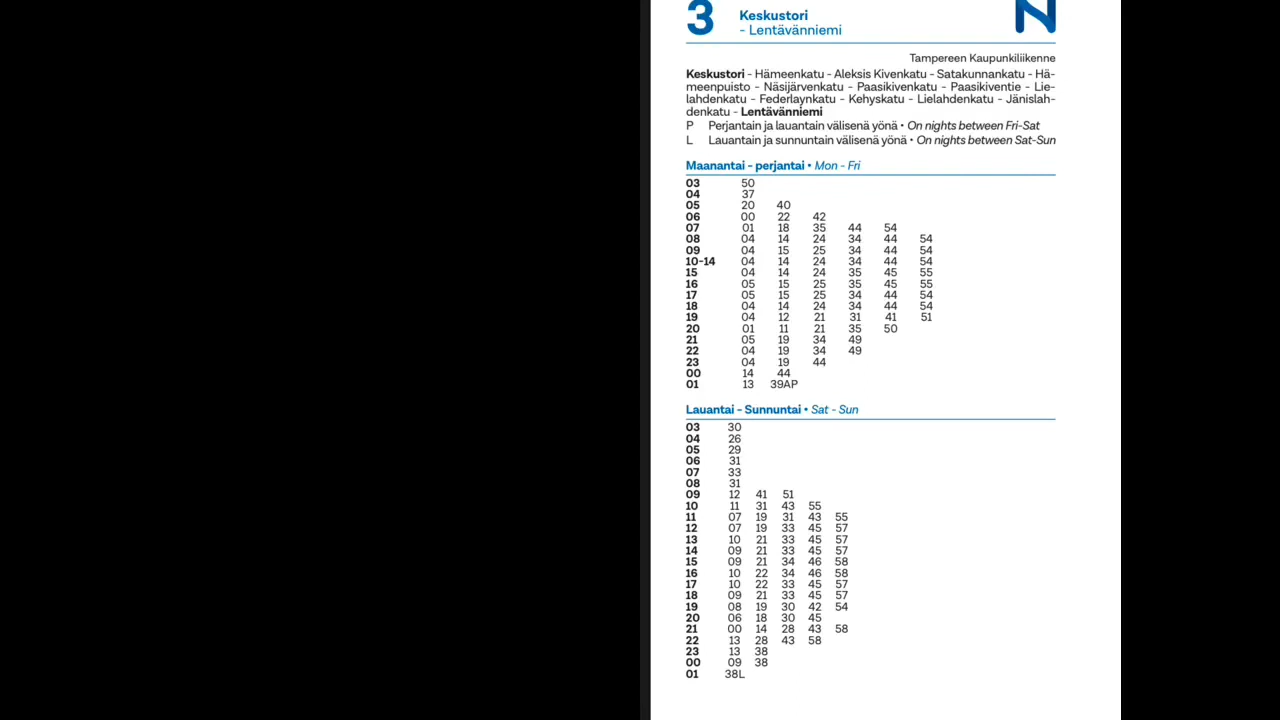 3 Keskustori
- Lentävänniemi
Tampereen Kaupunkiliikenne
Keskustori - Hämeenkatu - Aleksis Kivenkatu - Satakunnankatu - Hä-
meenpuisto - Näsijärvenkatu - Paasikivenkatu - Paasikiventie - Lie-
lahdenkatu - Federlaynkatu - Kehyskatu - Lielahdenkatu - Jänislah-
denkatu - Lentävänniemi
P Perjantain ja lauantain välisenä yönä • On nights between Fri-Sat
L Lauantain ja sunnuntain välisenä yönä • On nights between Sat-Sun
Maanantai - perjantai • Mon - Fri
03 50
04 37
05 20 40
06 00 22 42
07 01 18 35 44 54
08 04 14 24 34 44 54
09 04 15 25 34 44 54
10-14 04 14 24 34 44 54
15 04 14 24 35 45 55
16 05 15 25 35 45 55
17 05 15 25 34 44 54
18 04 14 24 34 44 54
19 04 12 21 31 41 51
20 01 11 21 35 50
21 05 19 34 49
22 04 19 34 49
23 04 19 44
00 14 44
01 13 39AP
Lauantai - Sunnuntai • Sat - Sun
03 30
04 26
05 29
06 31
07 33
08 31
09 12 41 51
10 11 31 43 55
11 07 19 31 43 55
12 07 19 33 45 57
13 10 21 33 45 57
14 09 21 33 45 57
15 09 21 34 46 58
16 10 22 34 46 58
17 10 22 33 45 57
18 09 21 33 45 57
19 08 19 30 42 54
20 06 18 30 45
21 00 14 28 43 58
22 13 28 43 58
23 13 38
00 09 38
01 38L